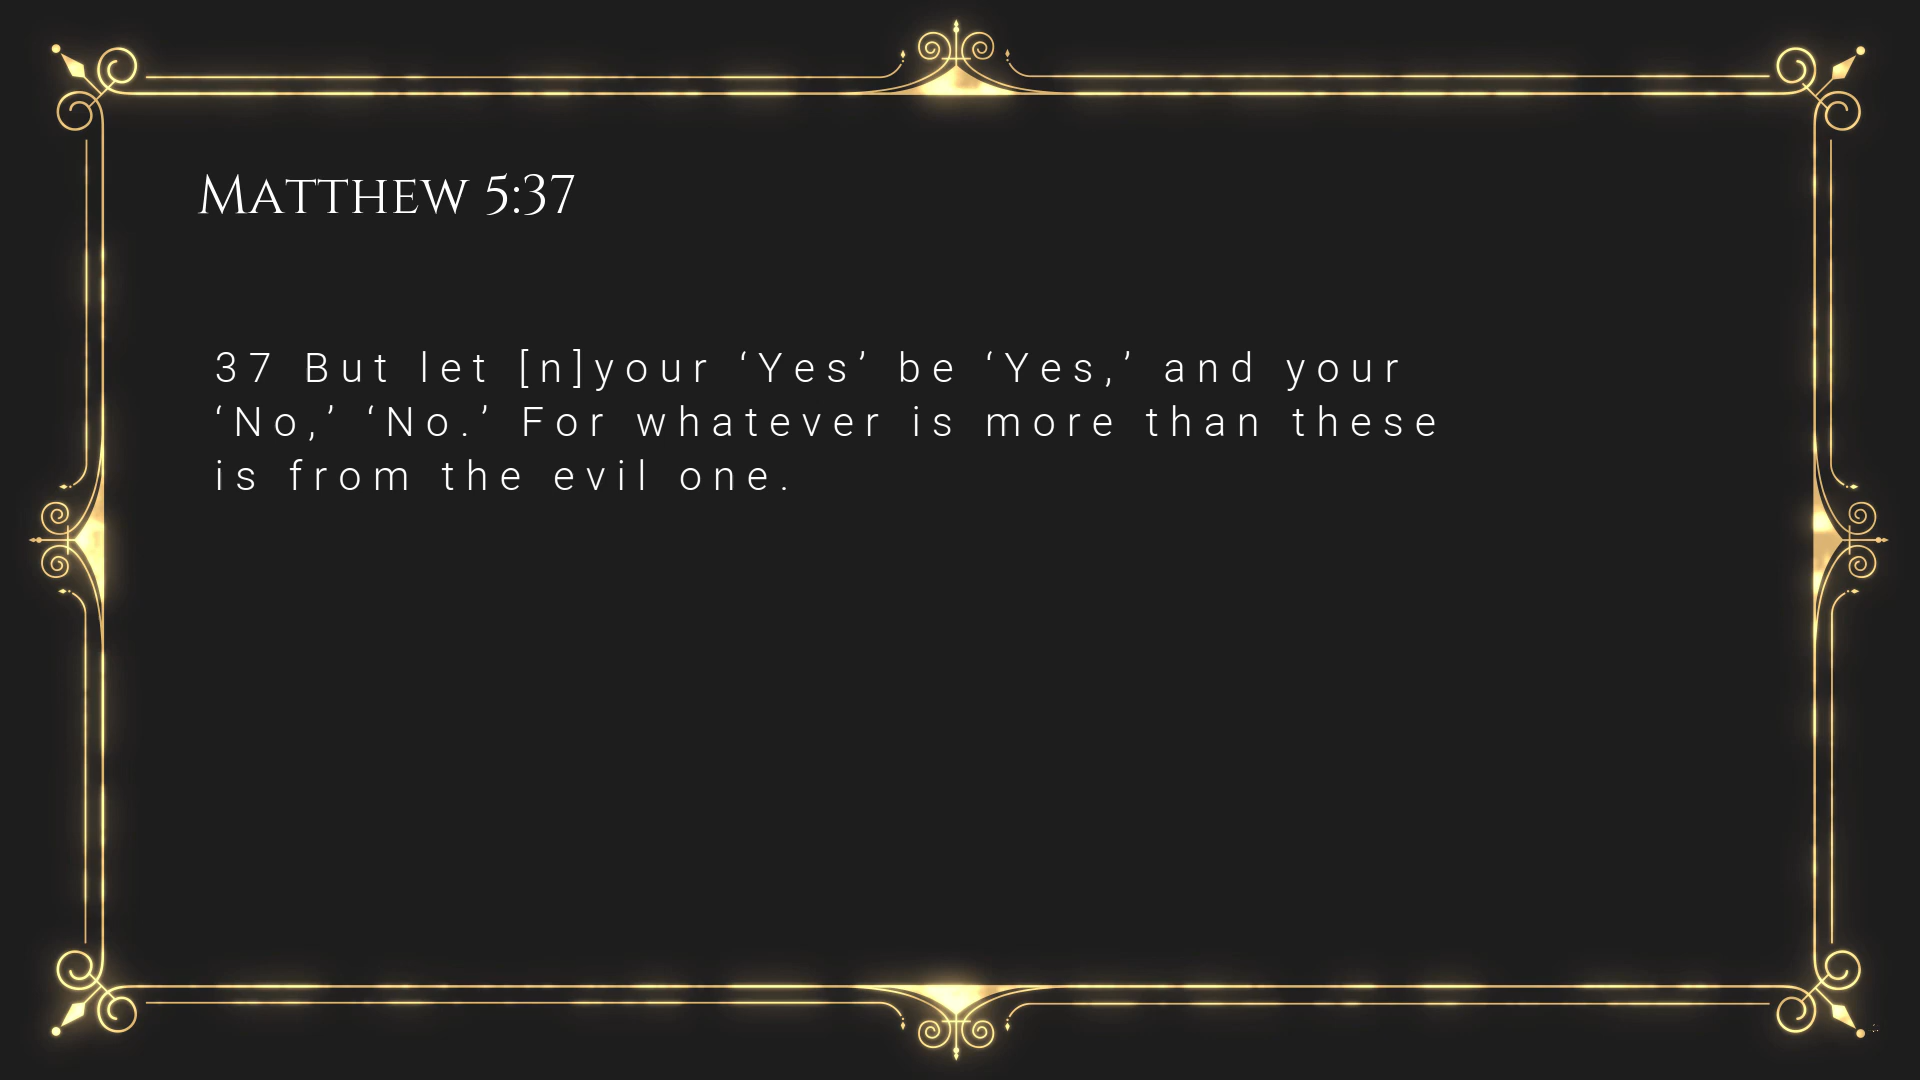 Matthew 5:37
37 But let [n]your ‘Yes’ be ‘Yes,’ and your
‘No,’ ‘No.’ For whatever is more than these
is from the evil one.